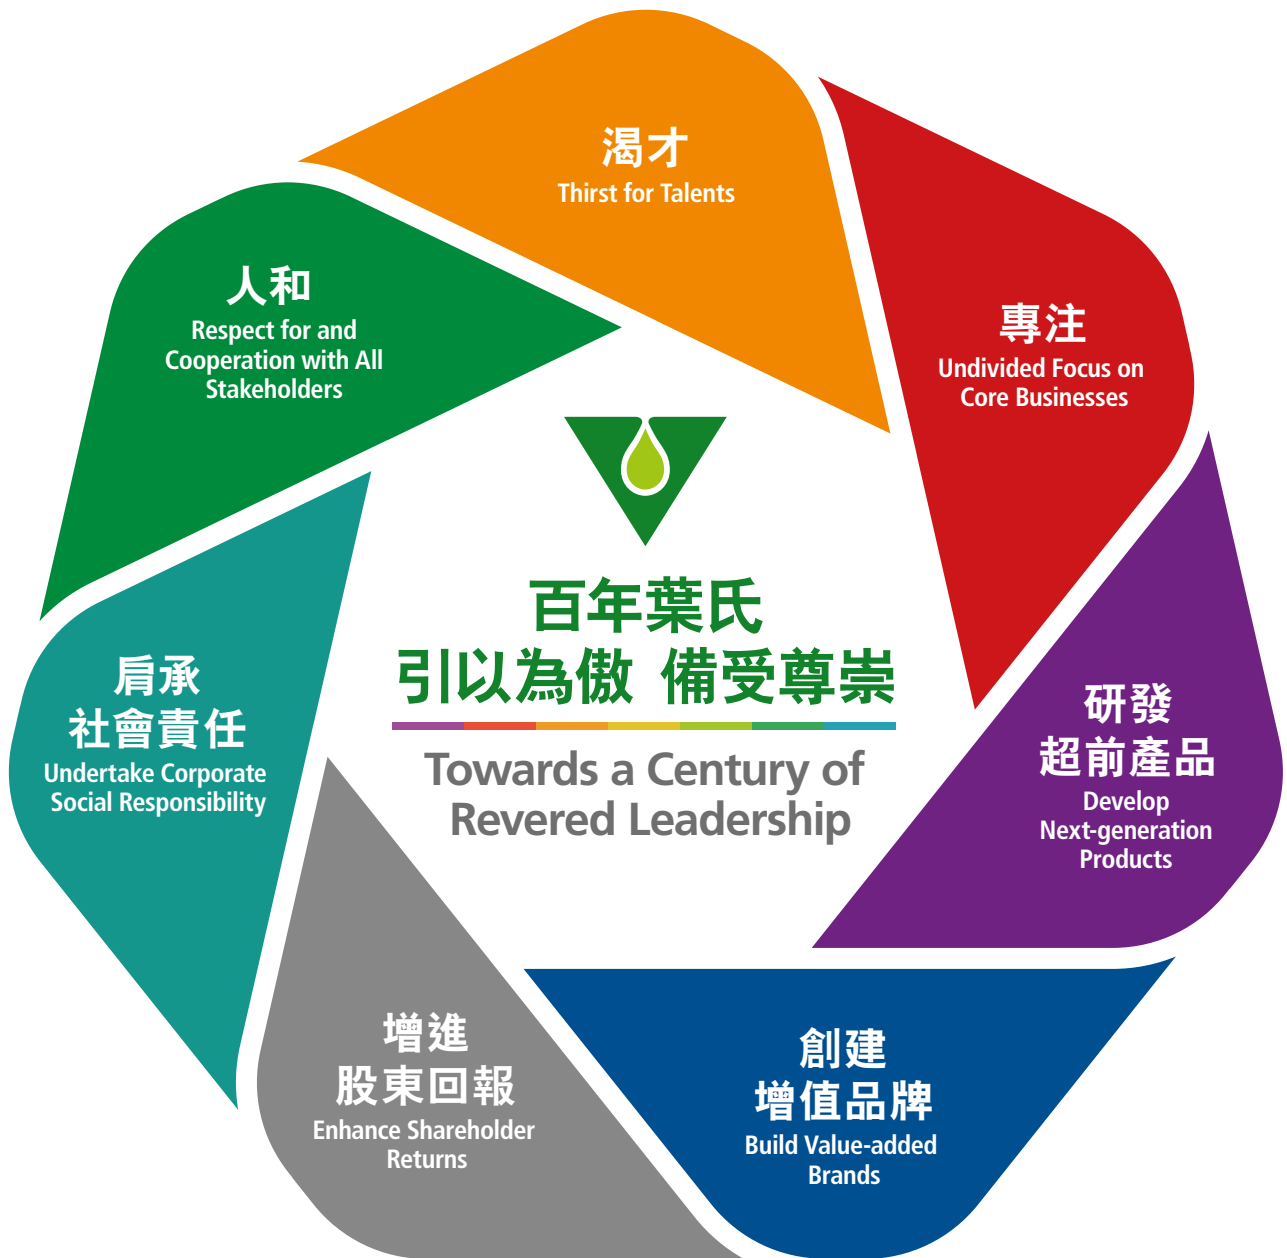 渴才
Thirst for Talents
專注
Undivided Focus on
Core Businesses
研發
超前產品
Develop
Next-generation
Products
創建
增值品牌
Build Value-added
Brands
增進
股東回報
Enhance Shareholder
Returns
肩承
社會責任
Undertake Corporate
Social Responsibility
人和
Respect for and
Cooperation with All
Stakeholders
百年葉氏
引以為傲 備受尊崇
Towards a Century of
Revered Leadership